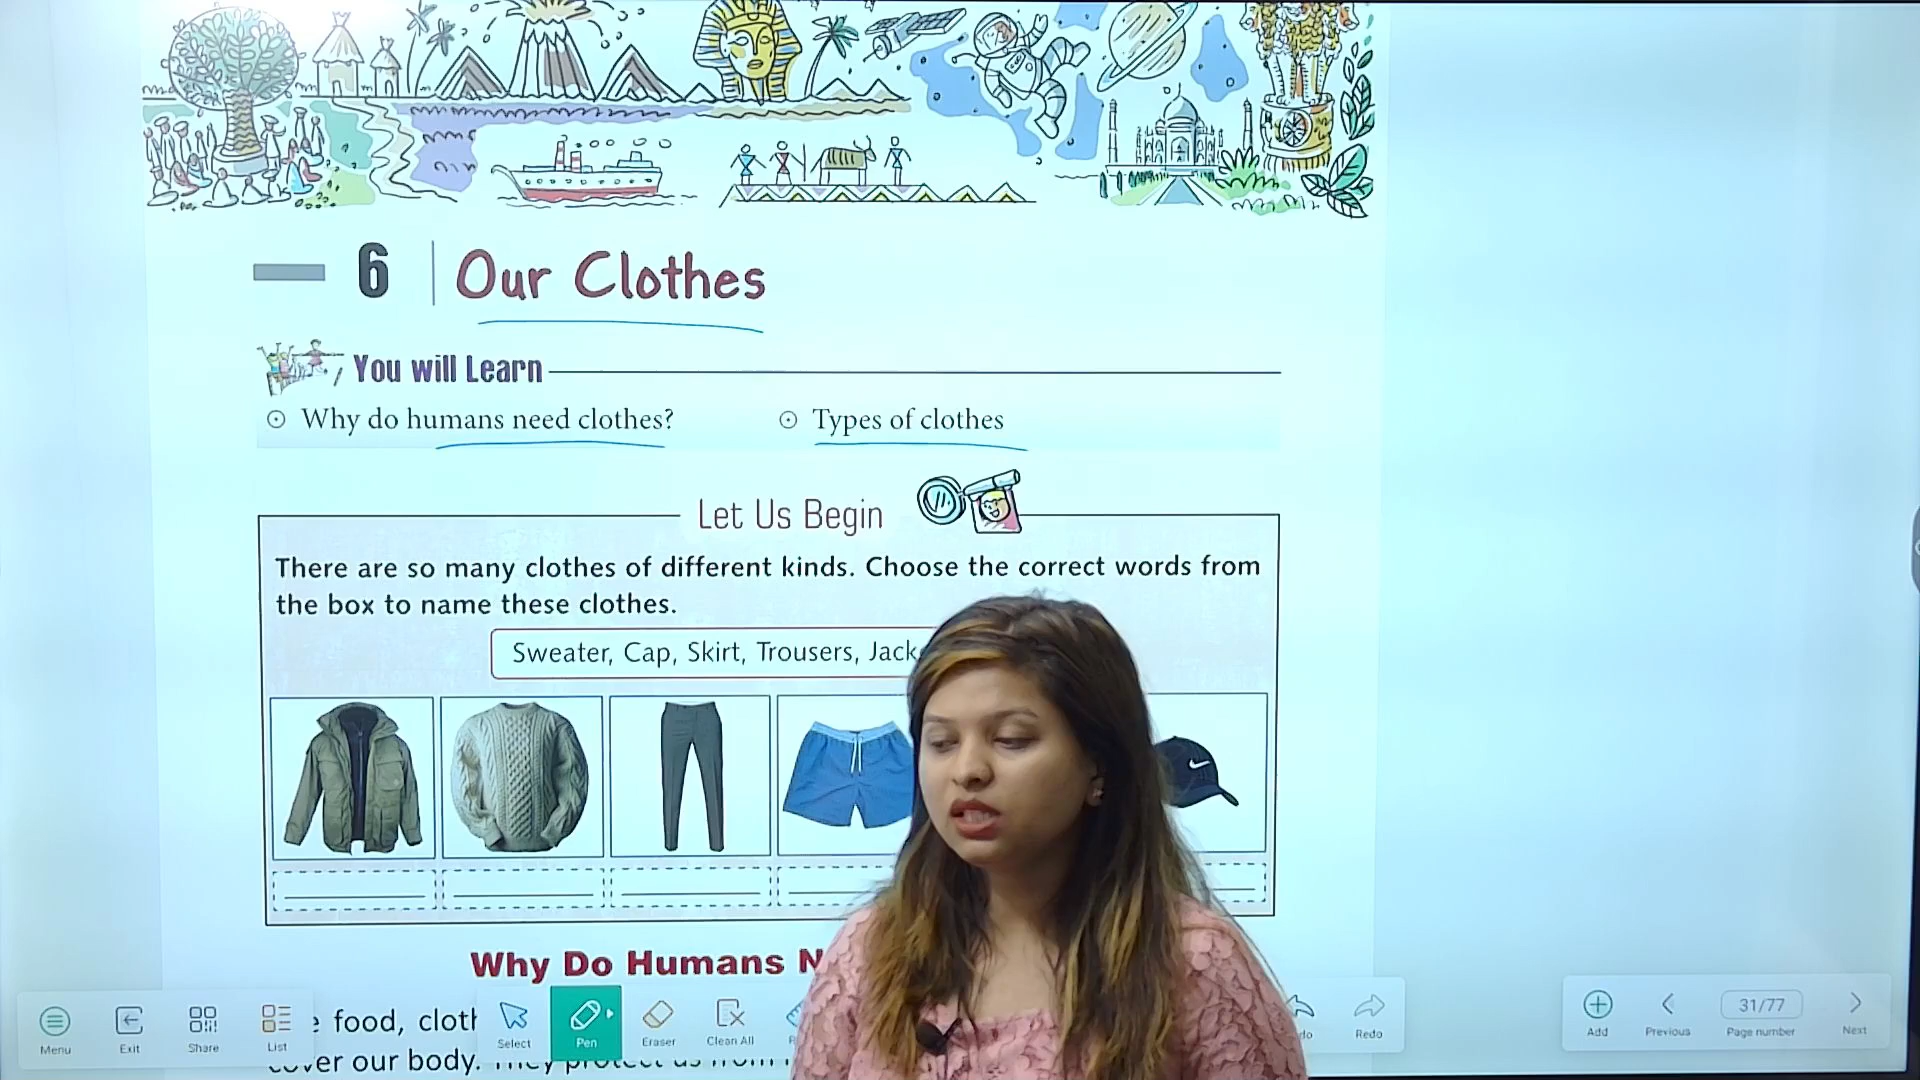 6 Our Clothes
You will Learn
Why do humans need clothes?
Types of clothes
Let Us Begin
There are so many clothes of different kinds. Choose the correct words from
the box to name these clothes.
Sweater, Cap, Skirt, Trousers,
Why Do Humans
food,
our body.
Menu
Exit
Share
List
Select
Pen
Eraser
Clean All
Redo
Add
Previous
31/77
Page number
Next